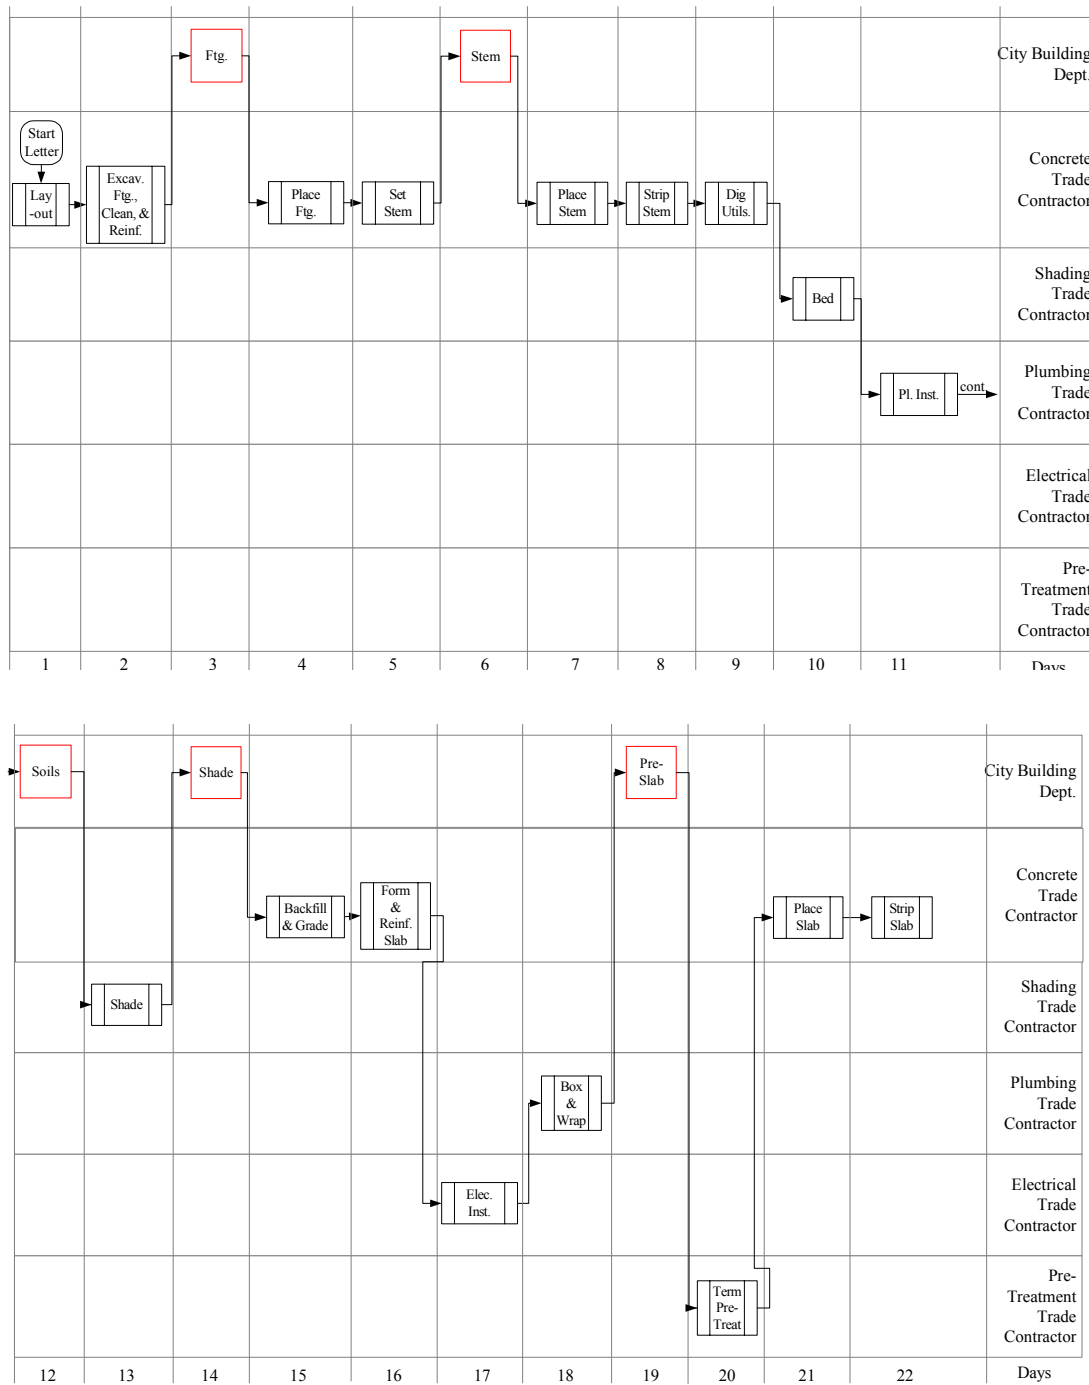 Ftg.
Stem
City Building
Dept.
Start
Letter
Lay
-out
Excav.
Ftg.,
Clean, &
Reinf.
Place
Ftg.
Set
Stem
Place
Stem
Strip
Stem
Dig
Utils.
Concrete
Trade
Contractor
Bed
Shading
Trade
Contractor
Pl. Inst.
cont
Plumbing
Trade
Contractor
Electrical
Trade
Contractor
Pre-
Treatment
Trade
Contractor
1 2 3 4 5 6 7 8 9 10 11 Days
Soils
Shade
Pre-
Slab
City Building
Dept.
Backfill
& Grade
Form
&
Reinf.
Slab
Place
Slab
Strip
Slab
Concrete
Trade
Contractor
Shade
Shading
Trade
Contractor
Box
&
Wrap
Plumbing
Trade
Contractor
Elec.
Inst.
Electrical
Trade
Contractor
Term
Pre-
Treat
Pre-
Treatment
Trade
Contractor
12 13 14 15 16 17 18 19 20 21 22 Days